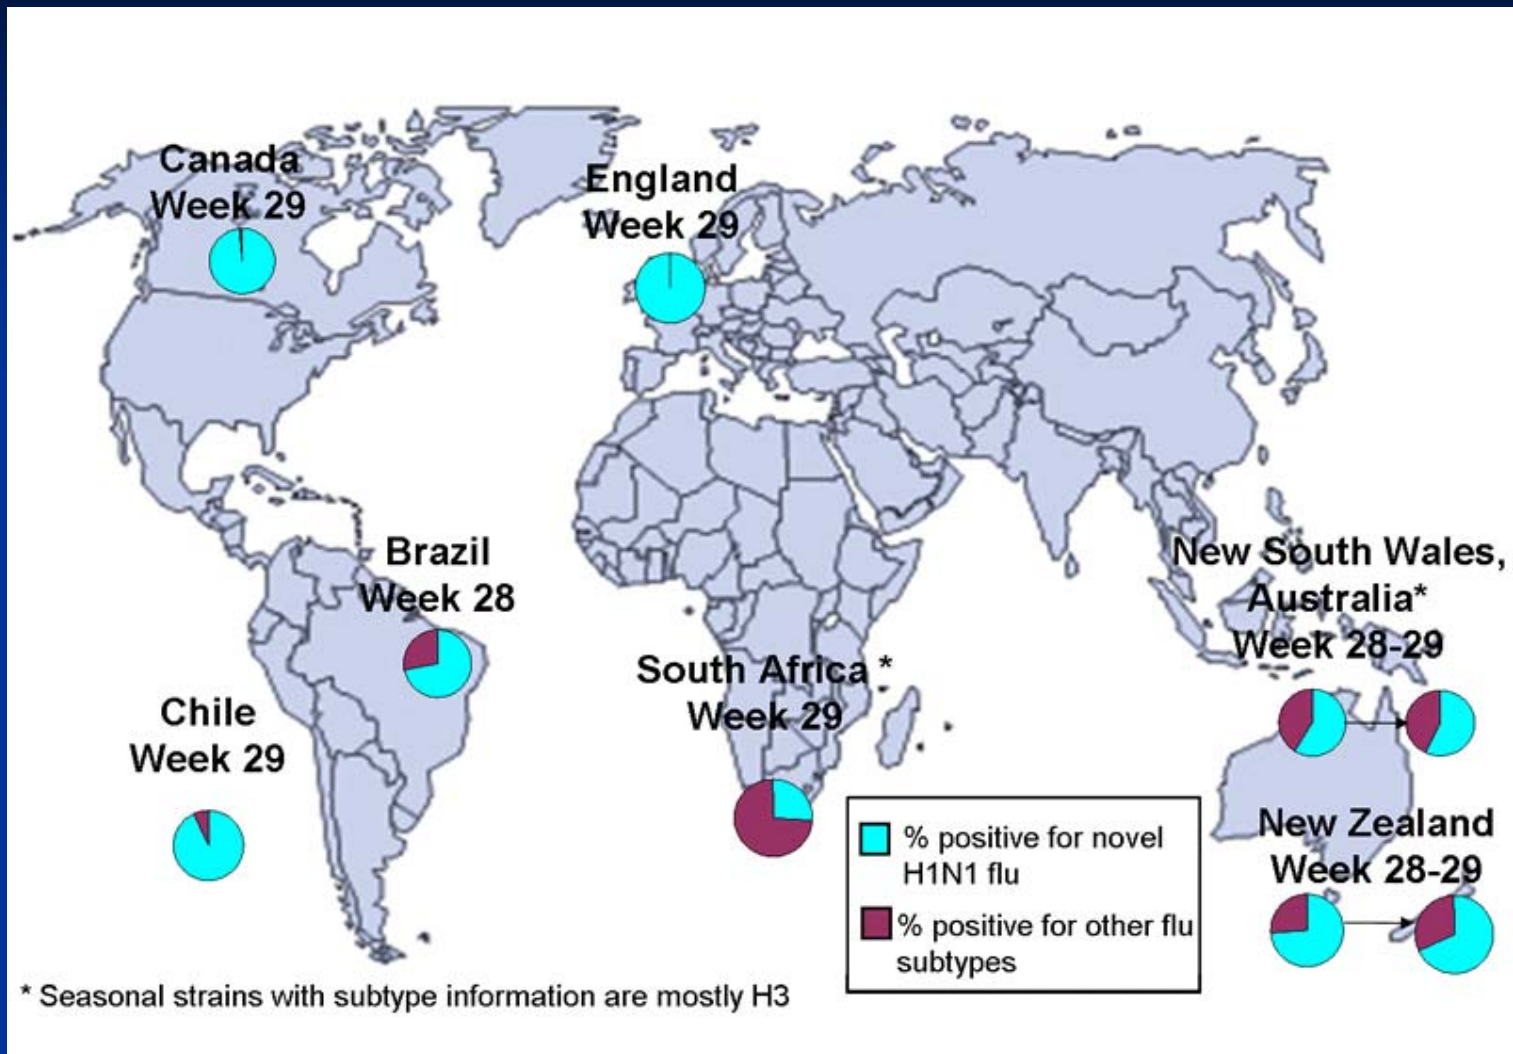 Canada
Week 29
England
Week 29
Brazil
Week 28
New South Wales,
Australia*
Week 28-29
South Africa *
Week 29
Chile
Week 29
New Zealand
Week 28-29
% positive for novel
H1N1 flu
% positive for other flu
subtypes
* Seasonal strains with subtype information are mostly H3